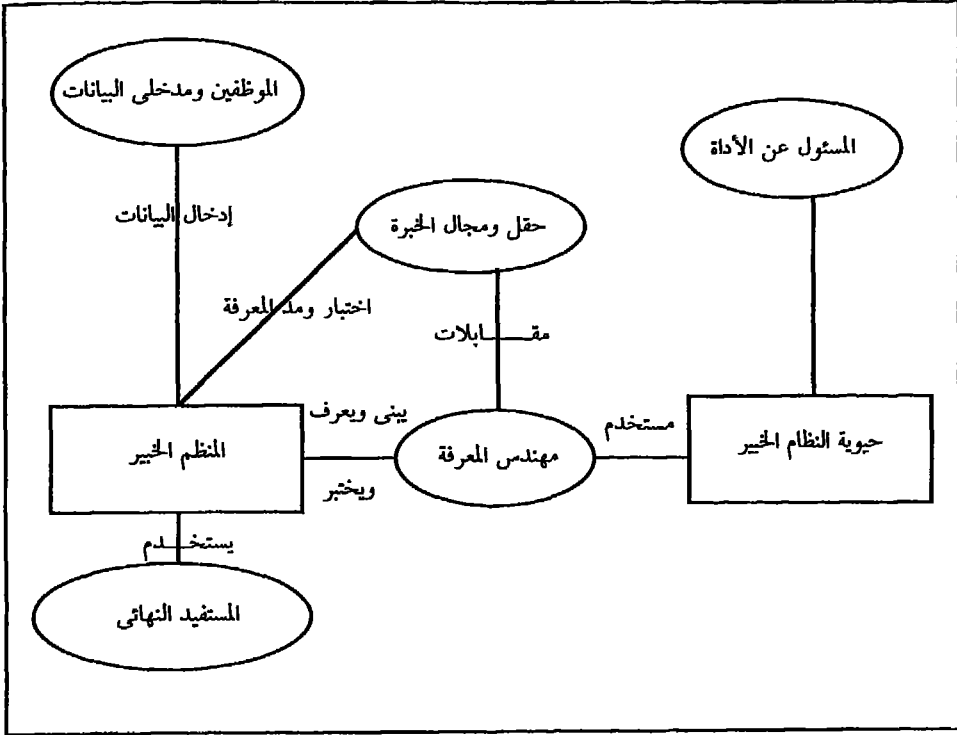 الموظفين ومدخلى البيانات
المسئول عن الأداة
إدخال البيانات
حقل ومجال الخبرة
اختبار ومد المعرفة
مقـــابلات
يبنى ويعرف
مستخدم
حيوية النظام الخبير
المنظم الخبير
مهندس المعرفة
ويختبر
يستخـــدم
المستفيد النهائى